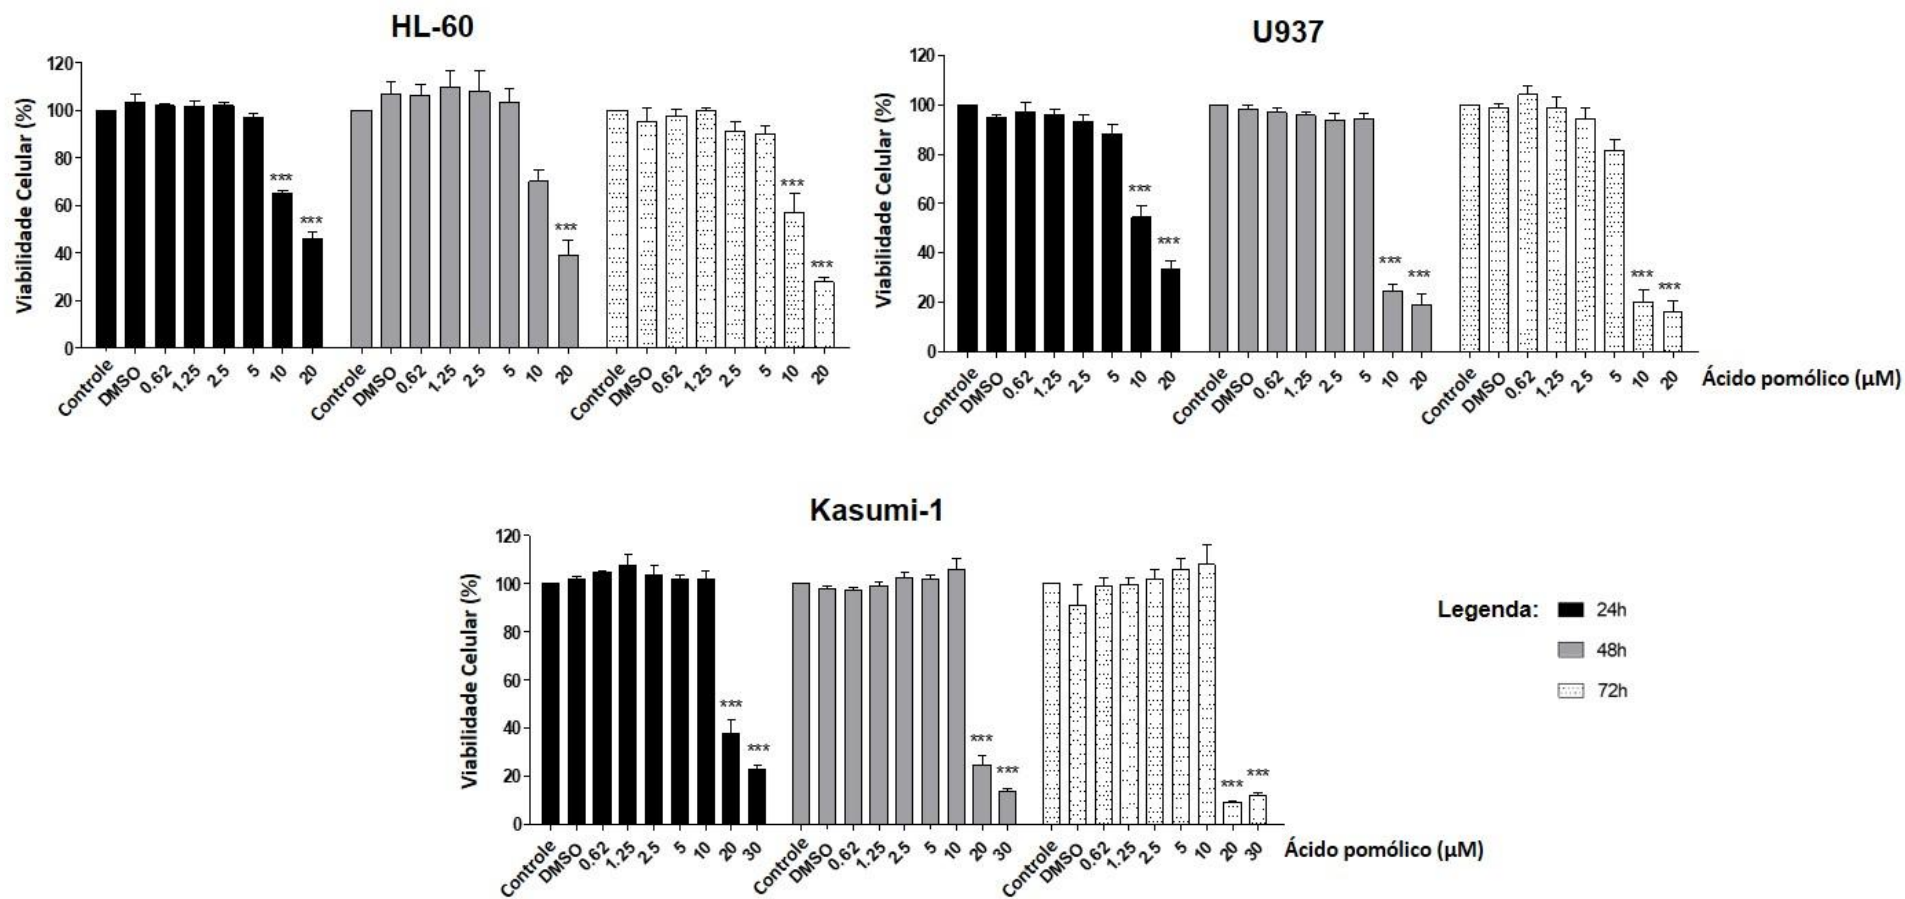 HL-60
Viabilidade Celular (%)
120
100
80
60
40
20
0
*** *** *** *** ***
Controle DMSO 0.62 1.25 2.5 5 10 20 Controle DMSO 0.62 1.25 2.5 5 10 20 Controle DMSO 0.62 1.25 2.5 5 10 20
U937
Viabilidade Celular (%)
120
100
80
60
40
20
0
*** *** *** *** *** ***
Controle DMSO 0.62 1.25 2.5 5 10 20 Controle DMSO 0.62 1.25 2.5 5 10 20 Controle DMSO 0.62 1.25 2.5 5 10 20
Ácido pomólico (µM)
Kasumi-1
Viabilidade Celular (%)
120
100
80
60
40
20
0
*** *** *** *** *** ***
Controle DMSO 0.62 1.25 2.5 5 10 20 30 Controle DMSO 0.62 1.25 2.5 5 10 20 30 Controle DMSO 0.62 1.25 2.5 5 10 20 30
Ácido pomólico (µM)
Legenda: 24h
48h
72h